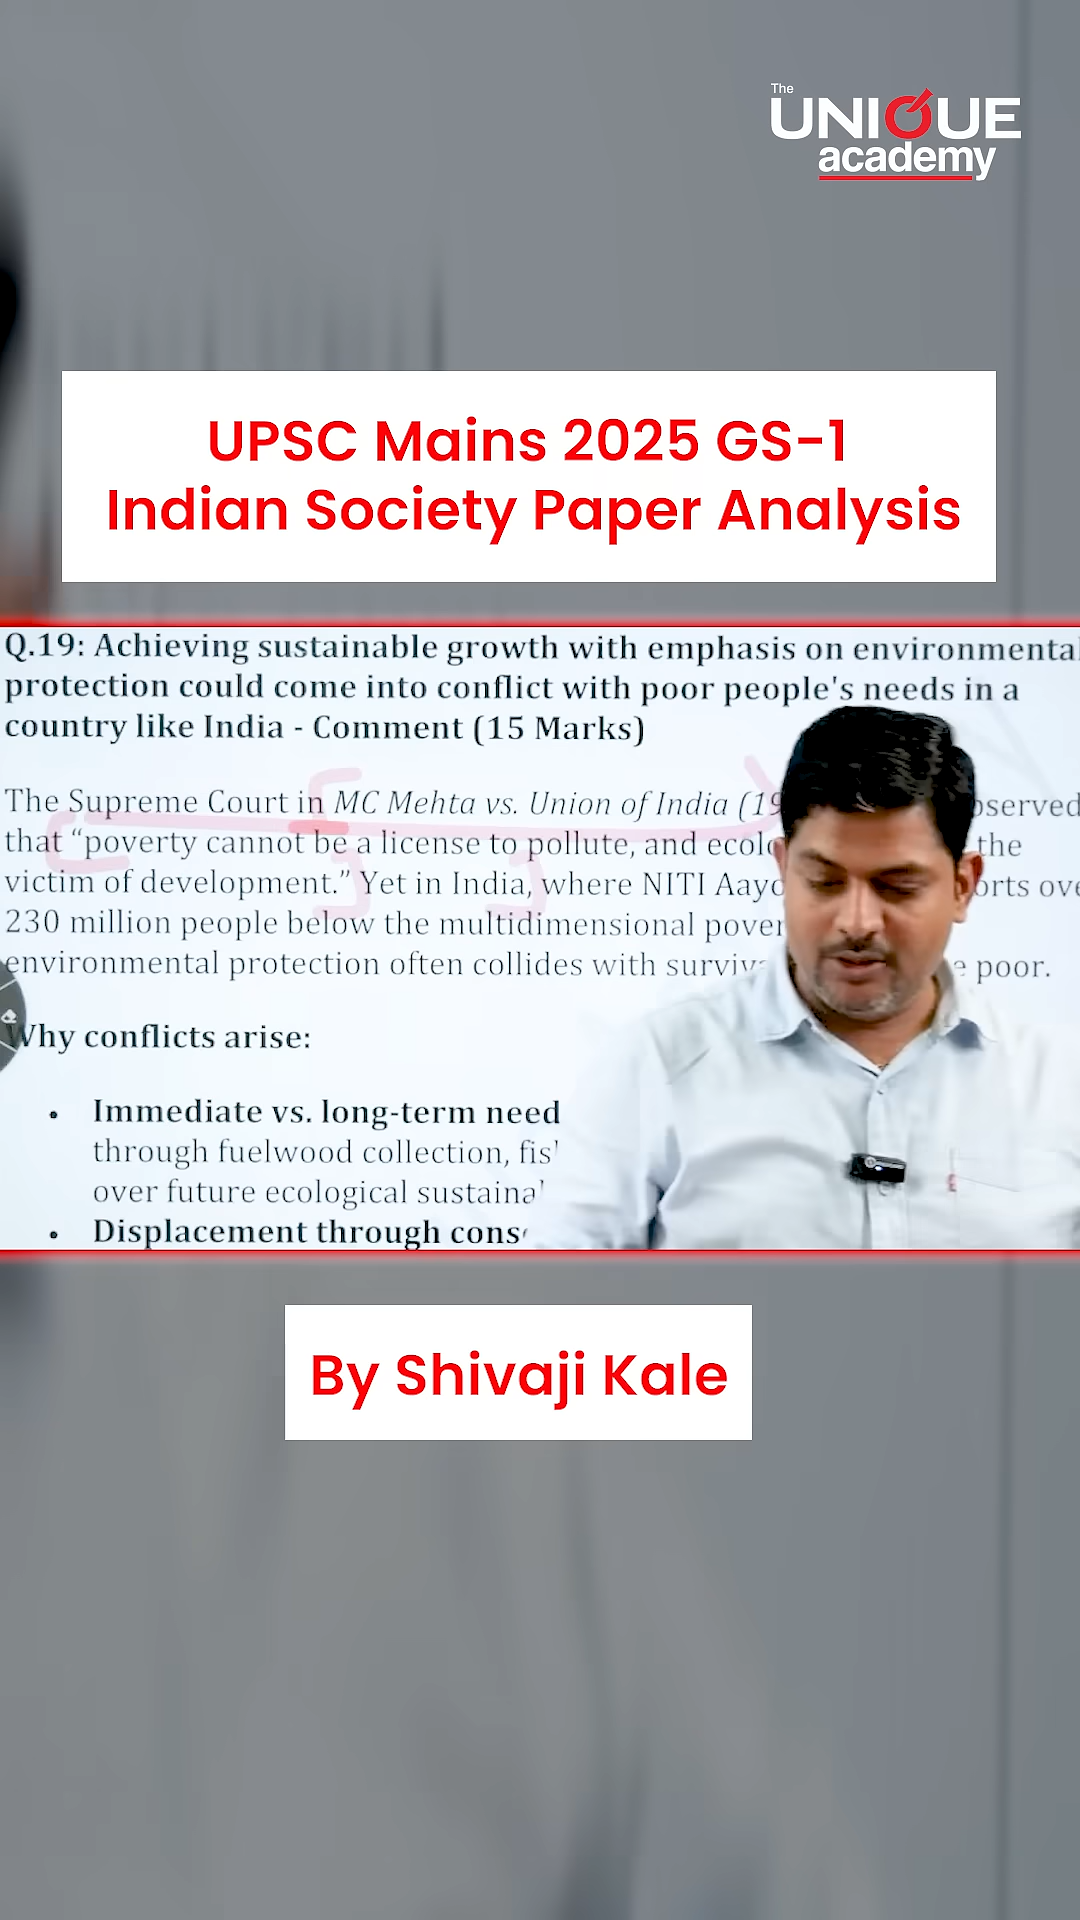 The
UNIQUE
academy
UPSC Mains 2025 GS-1
Indian Society Paper Analysis
Q.19: Achieving sustainable growth with emphasis on environmental
protection could come into conflict with poor people's needs in a
country like India - Comment (15 Marks)
The Supreme Court in MC Mehta vs. Union of India (19
that “poverty cannot be a license to pollute, and the
victim of development.” Yet in India, where NITI
230 million people below the multidimensional
environmental protection often collides with poor.
Why conflicts arise:
• Immediate vs. long-term need
through fuelwood collection,
over future ecological
• Displacement through
By Shivaji Kale